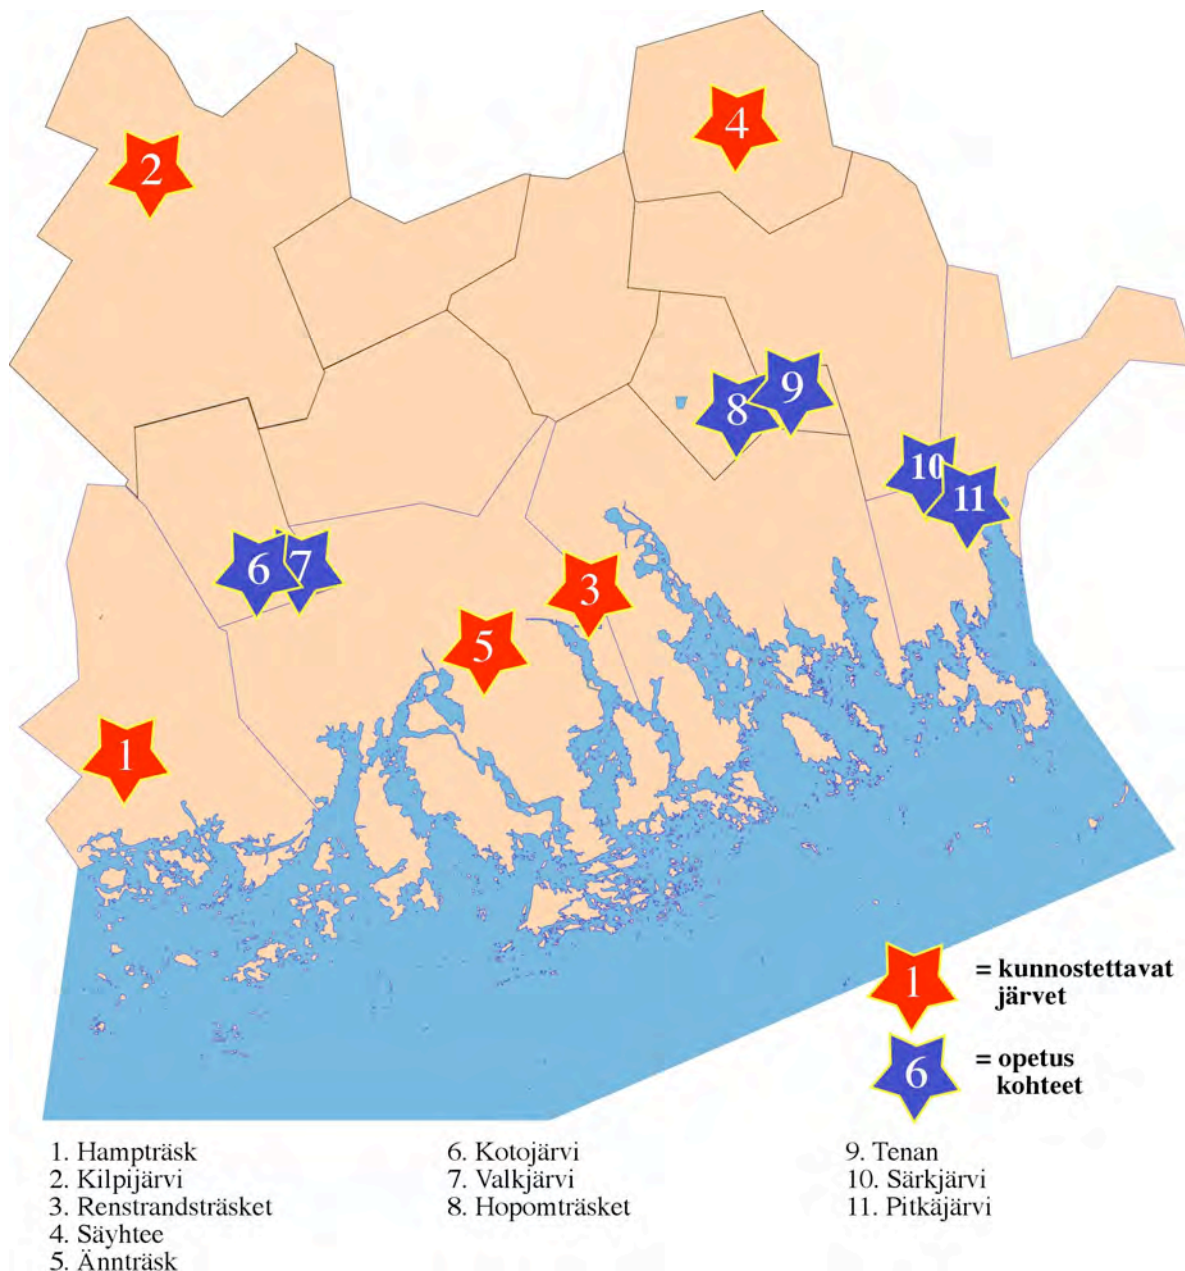 4
2
9
8
10
11
6
7
3
5
1
1 = kunnostettavat
järvet
6 = opetus
kohteet
1. Hampträsk
2. Kilpijärvi
3. Renstrandsträsket
4. Säyhtee
5. Ännträsk
6. Kotojärvi
7. Valkjärvi
8. Hopomträsket
9. Tenan
10. Särkjärvi
11. Pitkäjärvi